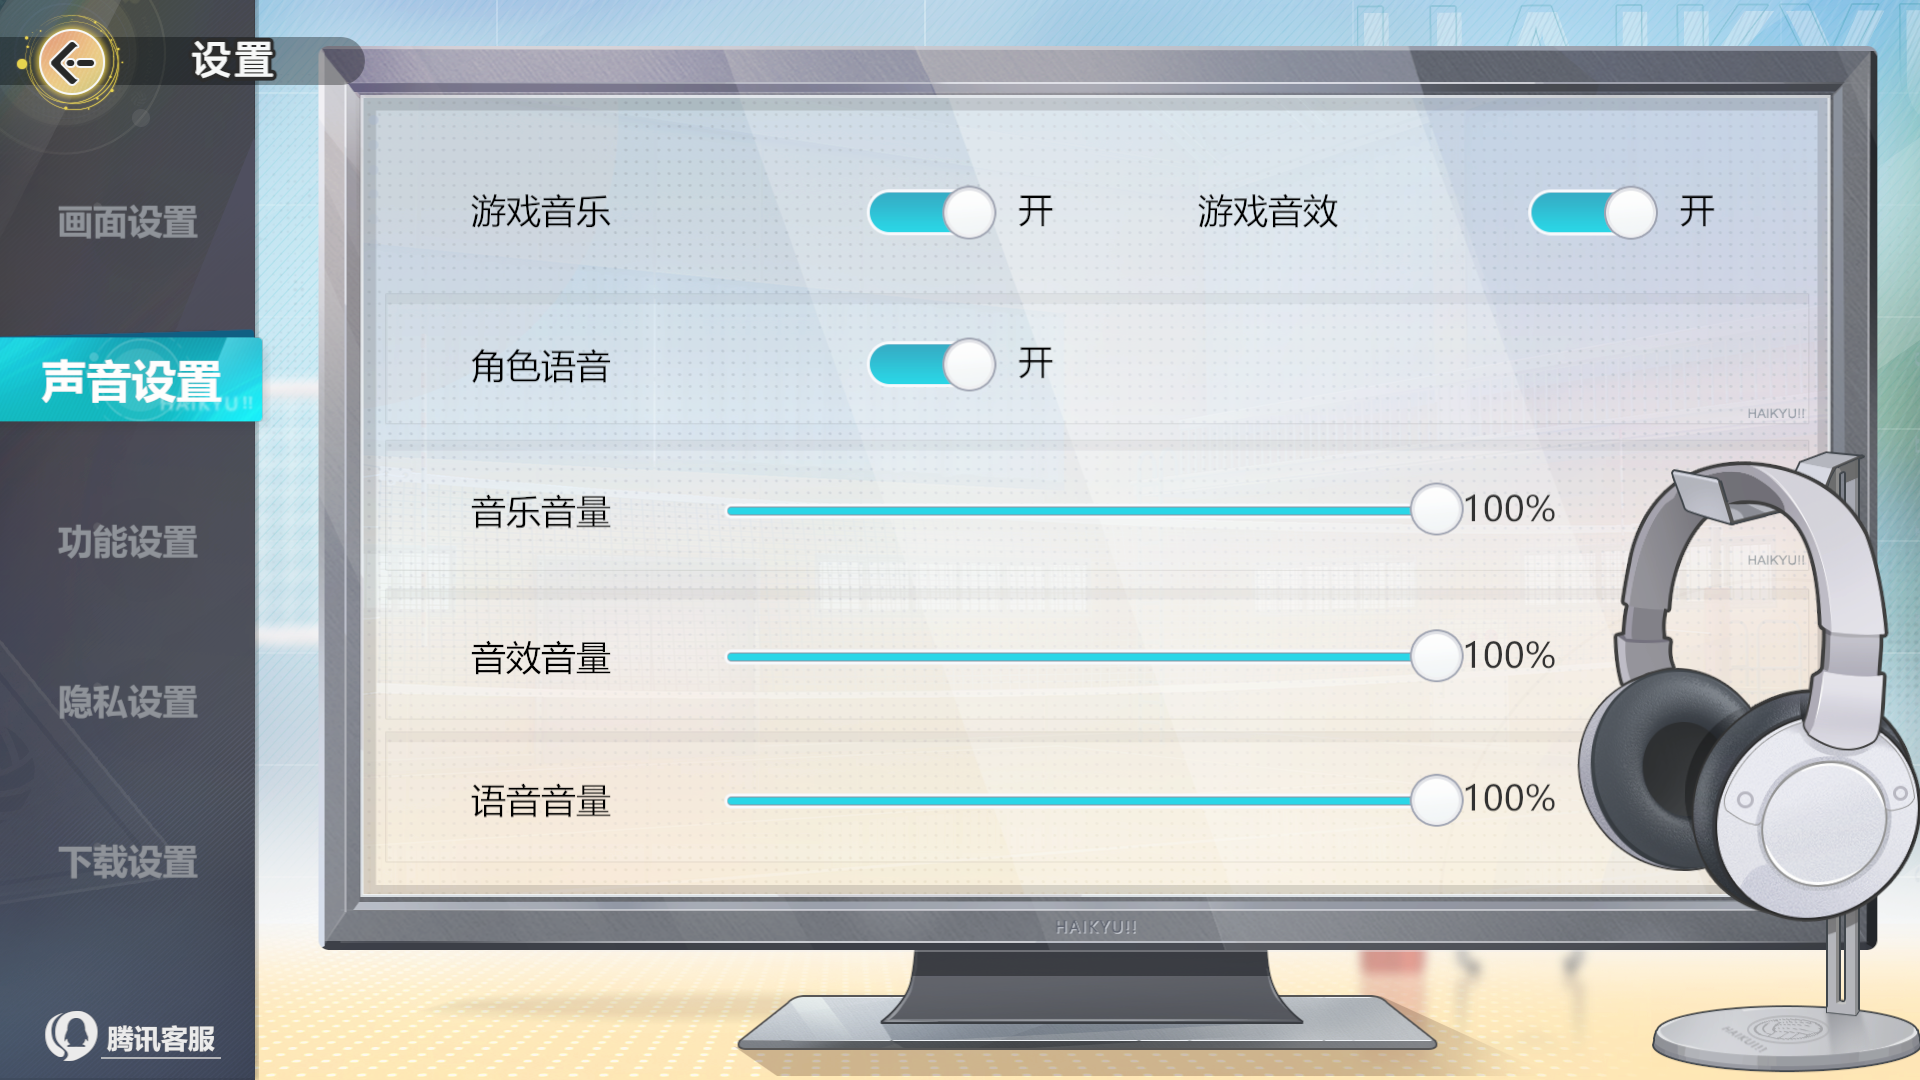 设置
画面设置
声音设置
HAIKYU!!
功能设置
隐私设置
下载设置
腾讯客服
游戏音乐 开 游戏音效 开
角色语音 开
HAIKYU!!
音乐音量 100%
HAIKYU!!
音效音量 100%
语音音量 100%
HAIKYU!!
HAIKYU!!